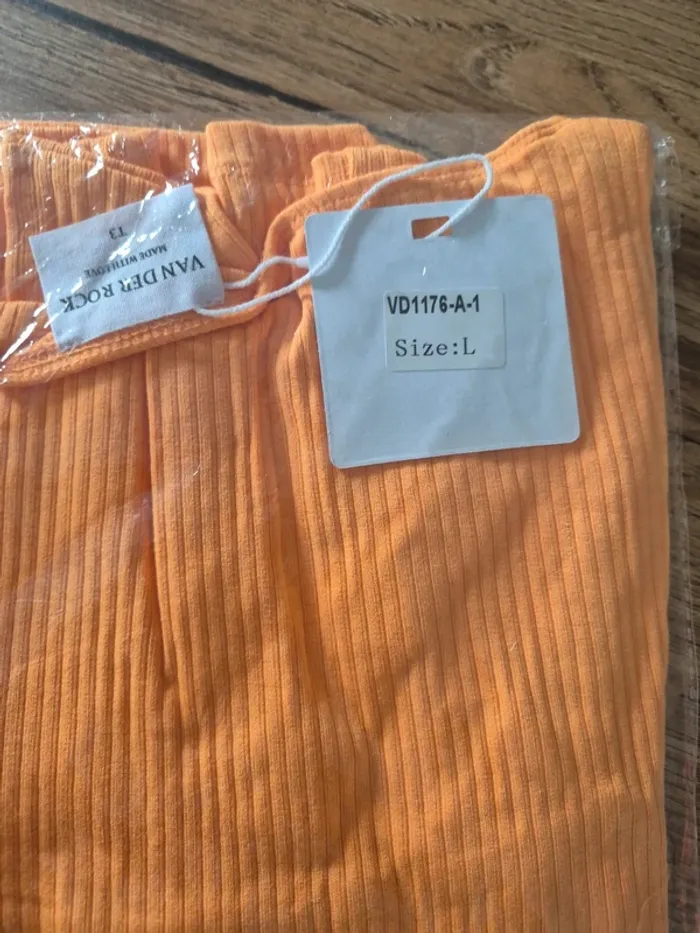 VAN DER ROCK
MADE WITH LOVE
T3
VD1176-A-1
Size:L